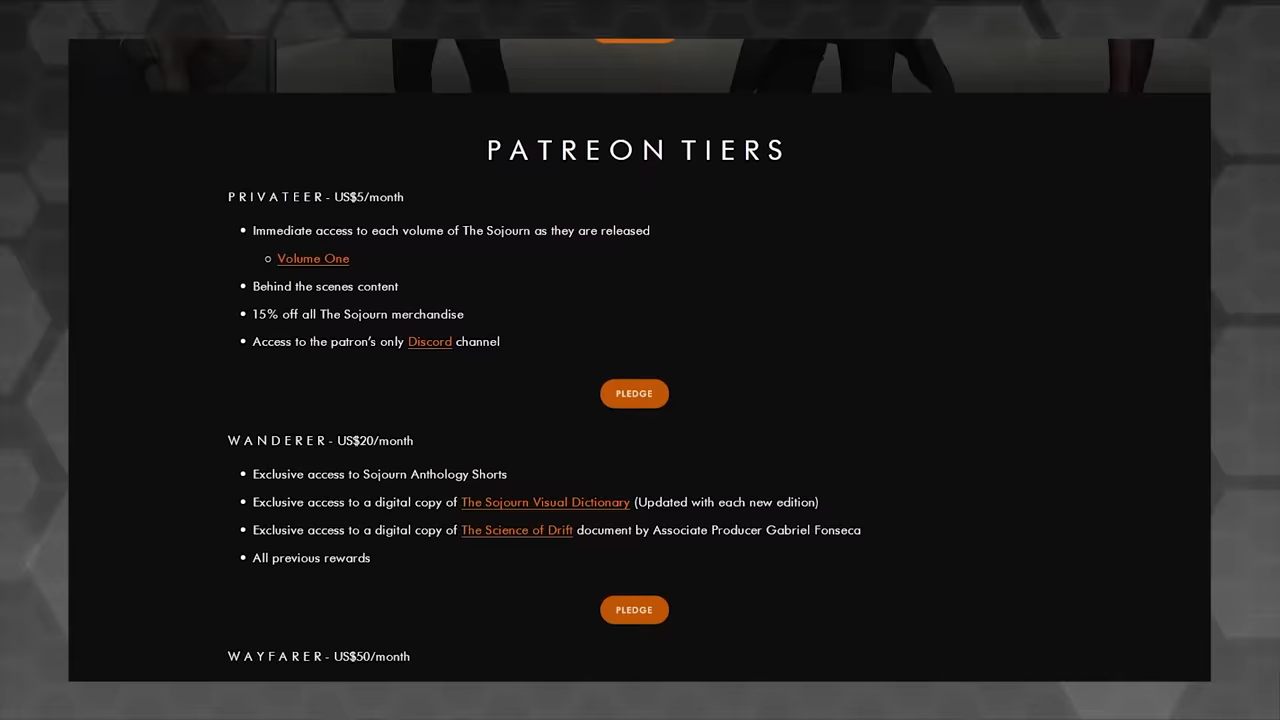 PATREON TIERS
PRIVATEER - US$5/month
• Immediate access to each volume of The Sojourn as they are released
○ Volume One
• Behind the scenes content
• 15% off all The Sojourn merchandise
• Access to the patron's only Discord channel
PLEDGE
WANDERER - US$20/month
• Exclusive access to Sojourn Anthology Shorts
• Exclusive access to a digital copy of The Sojourn Visual Dictionary (Updated with each new edition)
• Exclusive access to a digital copy of The Science of Drift document by Associate Producer Gabriel Fonseca
• All previous rewards
PLEDGE
WAYFARER - US$50/month